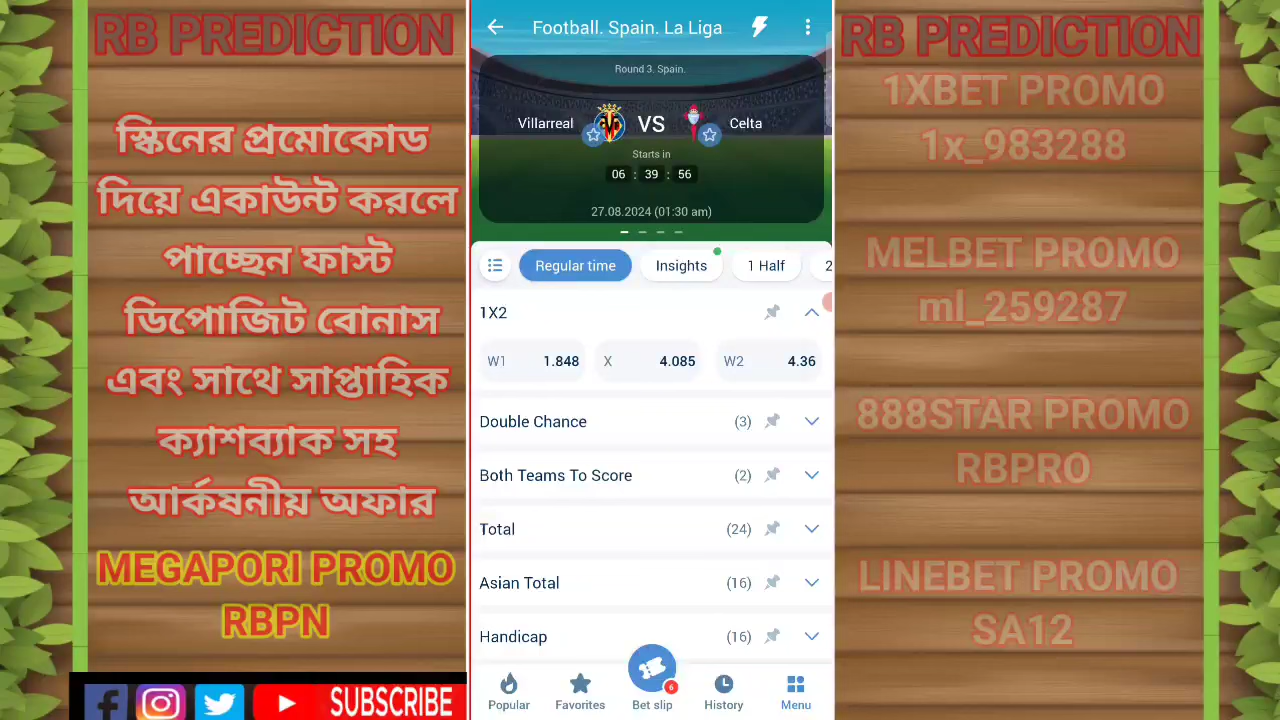 RB PREDICTION
স্কিনের প্রমোকোড
দিয়ে একাউন্ট করলে
পাচ্ছেন ফাস্ট
ডিপোজিট বোনাস
এবং সাথে সাপ্তাহিক
ক্যাশব্যাক সহ
আর্কষনীয় অফার
MEGAPORI PROMO
RBPN
SUBSCRIBE
Football. Spain. La Liga
Round 3. Spain.
Villarreal VS Celta
Starts in
06 : 39 : 56
27.08.2024 (01:30 am)
Regular time Insights 1 Half 2
1X2
W1 1.848 X 4.085 W2 4.36
Double Chance (3)
Both Teams To Score (2)
Total (24)
Asian Total (16)
Handicap (16)
6
Popular Favorites Bet slip History Menu
RB PREDICTION
1XBET PROMO
1x_983288
MELBET PROMO
ml_259287
888STAR PROMO
RBPRO
LINEBET PROMO
SA12